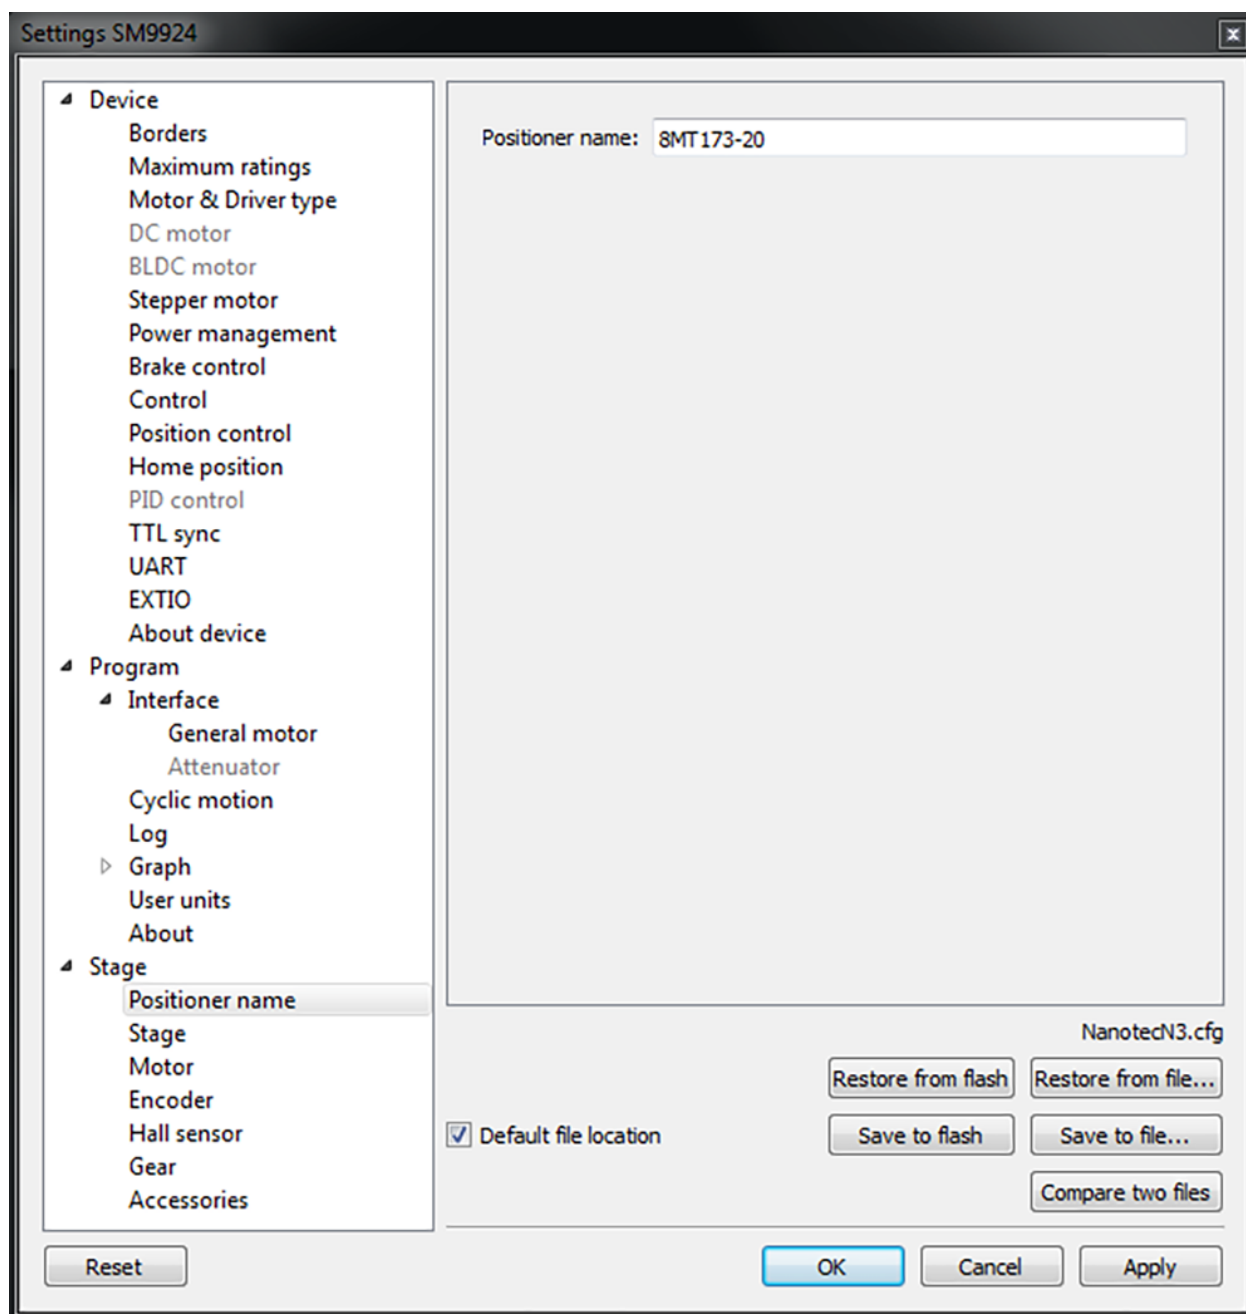 Settings SM9924
Device
Borders
Maximum ratings
Motor & Driver type
DC motor
BLDC motor
Stepper motor
Power management
Brake control
Control
Position control
Home position
PID control
TTL sync
UART
EXTIO
About device
Program
Interface
General motor
Attenuator
Cyclic motion
Log
Graph
User units
About
Stage
Positioner name
Stage
Motor
Encoder
Hall sensor
Gear
Accessories
Positioner name: 8MT173-20
NanotecN3.cfg
Restore from flash Restore from file...
Default file location Save to flash Save to file...
Compare two files
Reset OK Cancel Apply